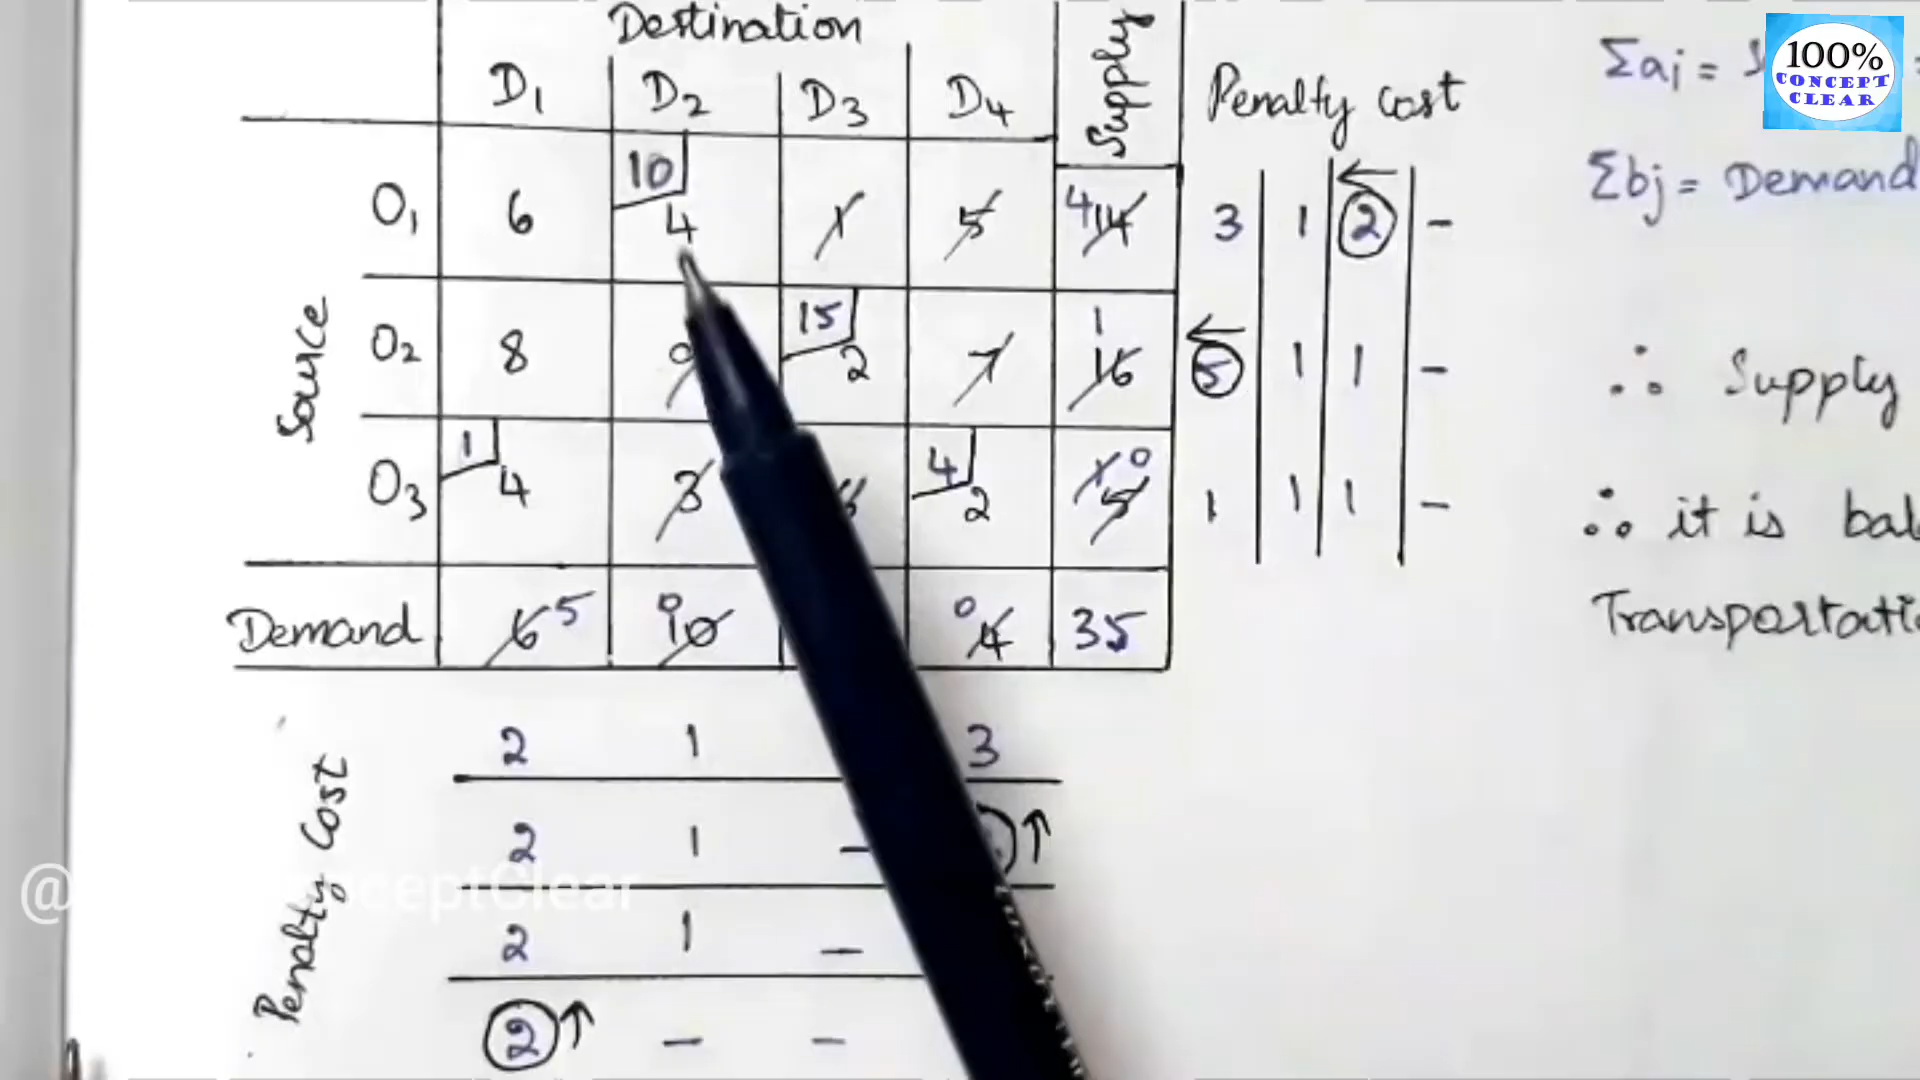 Destination
D1 D2 D3 D4 Supply Penalty Cost
Σai =
100%
CONCEPT
CLEAR
Σbj = Demand
10
O1 6 4 1 5 4 14 3 1 2 -
Source
15 1
O2 8 9 2 7 16 5 1 1 -
∴ Supply
1 4 0
O3 4 3 2 1 5 1 1 1 -
∴ it is bal
Demand 6 5 0 10 0 4 35
Transportatio
Penalty Cost
2 1 3
2 1 -
2 1 -
2 - -